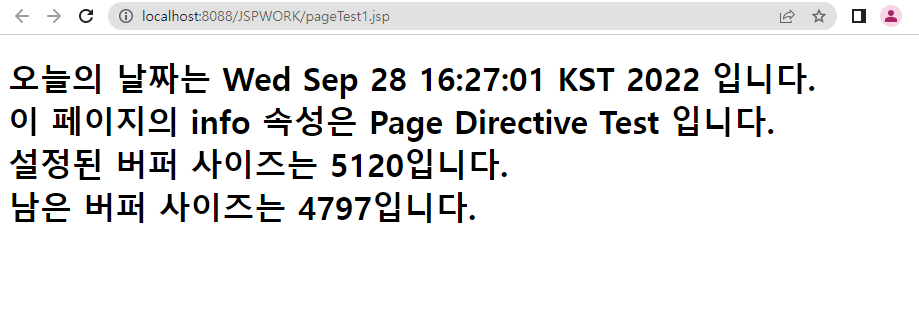 localhost:8088/JSPWORK/pageTest1.jsp
오늘의 날짜는 Wed Sep 28 16:27:01 KST 2022 입니다.
이 페이지의 info 속성은 Page Directive Test 입니다.
설정된 버퍼 사이즈는 5120입니다.
남은 버퍼 사이즈는 4797입니다.